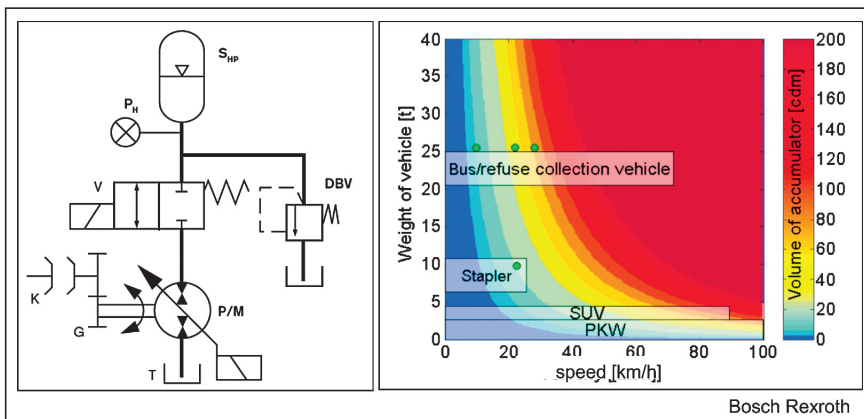 S_HP
P_H
V
DBV
K
G
P/M
T
40
35
30
25
20
15
10
5
0
Weight of vehicle [t]
Bus/refuse collection vehicle
Stapler
SUV
PKW
0 20 40 60 80 100
speed [km/h]
200
180
160
140
120
100
80
60
40
20
0
Volume of accumulator [cdm]
Bosch Rexroth